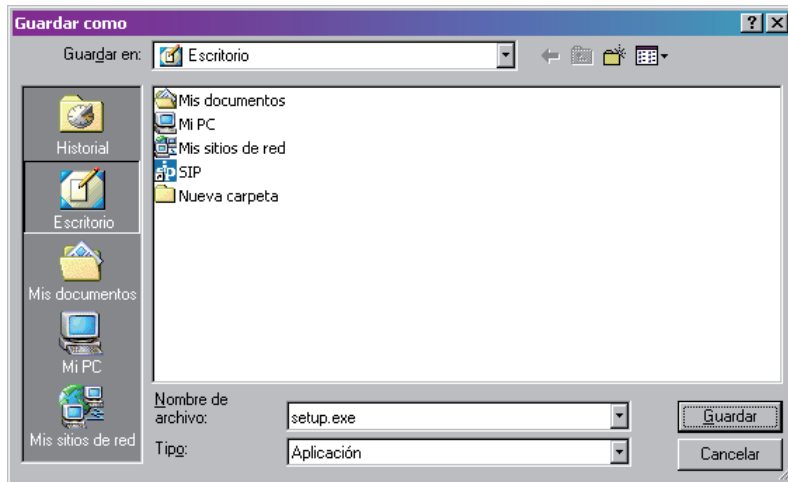 Guardar como
Guardar en:
Escritorio
Historial
Escritorio
Mis documentos
Mi PC
Mis sitios de red
Mis documentos
Mi PC
Mis sitios de red
SIP
Nueva carpeta
Nombre de
archivo:
setup.exe
Guardar
Tipo:
Aplicación
Cancelar